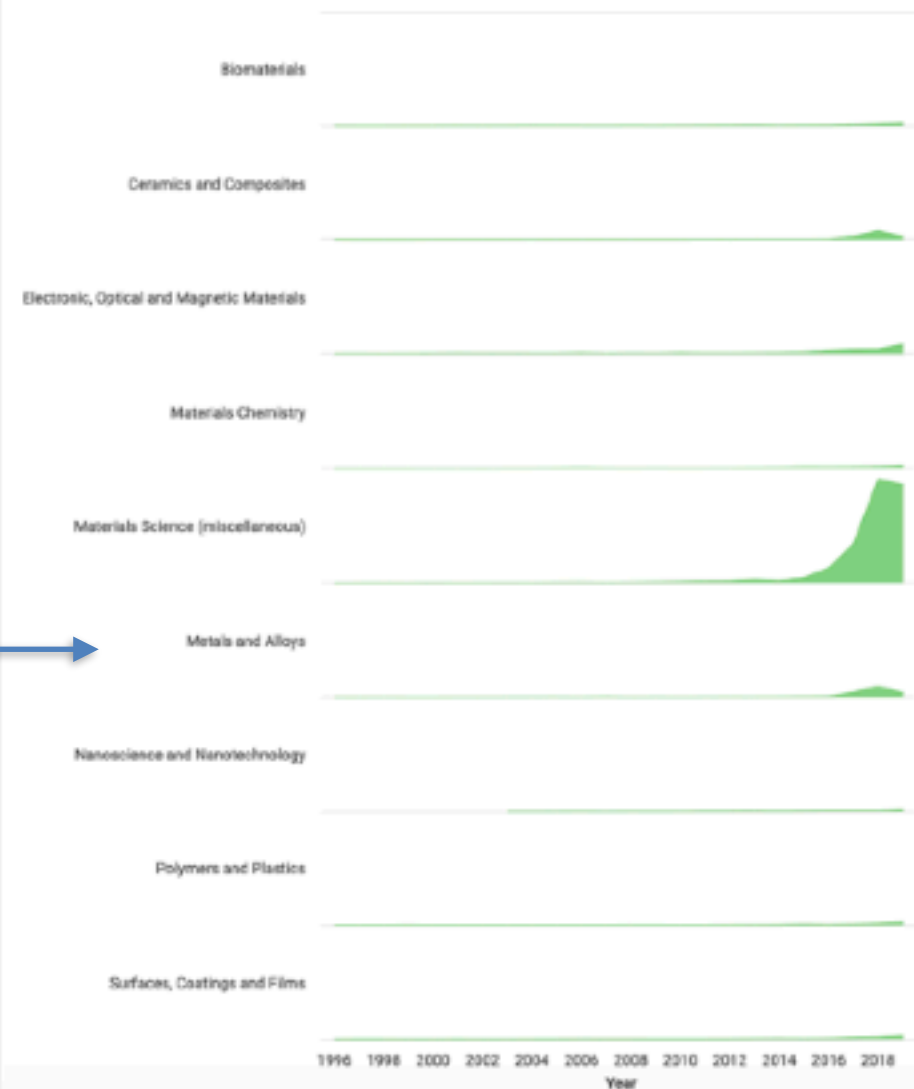 Biomaterials
Ceramics and Composites
Electronic, Optical and Magnetic Materials
Materials Chemistry
Materials Science (miscellaneous)
Metals and Alloys
Nanoscience and Nanotechnology
Polymers and Plastics
Surfaces, Coatings and Films
1996 1998 2000 2002 2004 2006 2008 2010 2012 2014 2016 2018
Year